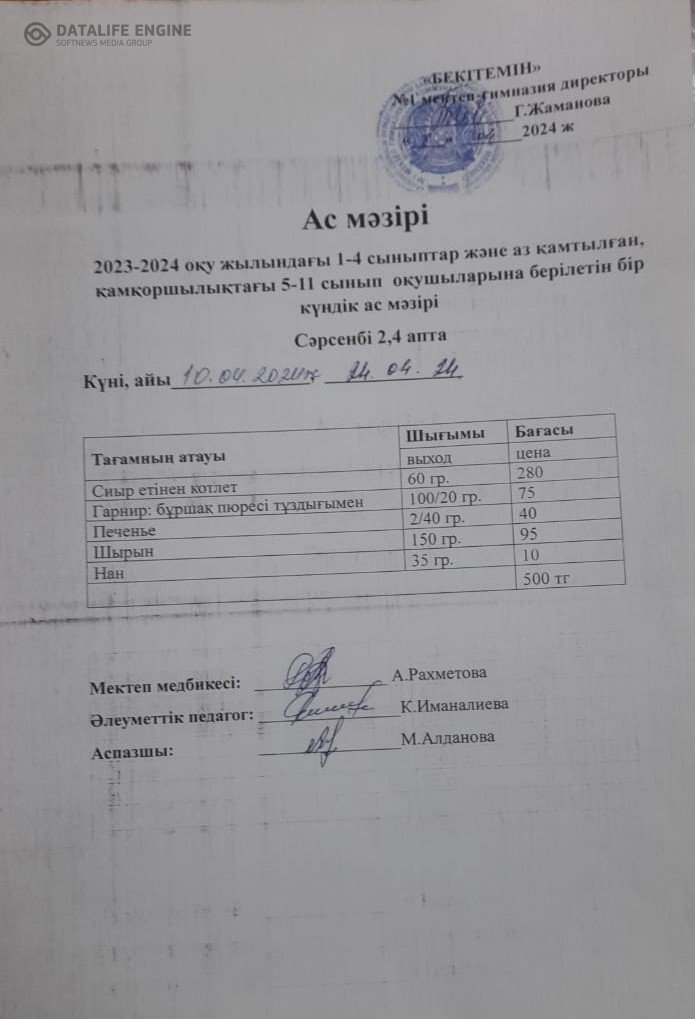 DATALIFE ENGINE
SOFTNEWS MEDIA GROUP
«БЕКІТЕМІН»
№1 мектеп-гимназия директоры
Г.Жаманова
04 2024 ж
Ас мәзірі
2023-2024 оқу жылындағы 1-4 сыныптар және аз қамтылған,
қамқоршылықтағы 5-11 сынып оқушыларына берілетін бір
күндік ас мәзірі
Сәрсенбі 2,4 апта
Күні, айы 10.04.2024ж, 24.04.24
Тағамның атауы Шығымы Бағасы
выход цена
Сиыр етінен котлет 60 гр. 280
Гарнир: бұршақ пюресі тұздығымен 100/20 гр. 75
Печенье 2/40 гр. 40
Шырын 150 гр. 95
Нан 35 гр. 10
500 тг
Мектеп медбикесі: А.Рахметова
Әлеуметтік педагог: К.Иманалиева
Аспазшы: М.Алданова